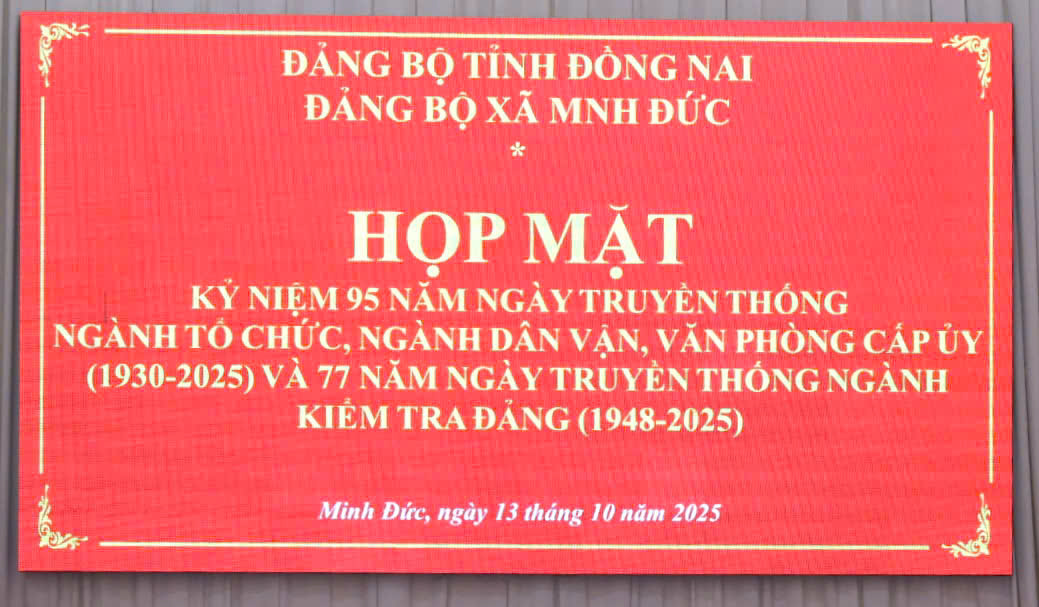 ĐẢNG BỘ TỈNH ĐỒNG NAI
ĐẢNG BỘ XÃ MNH ĐỨC
*
HỌP MẶT
KỶ NIỆM 95 NĂM NGÀY TRUYỀN THỐNG
NGÀNH TỔ CHỨC, NGÀNH DÂN VẬN, VĂN PHÒNG CẤP ỦY
(1930-2025) VÀ 77 NĂM NGÀY TRUYỀN THỐNG NGÀNH
KIỂM TRA ĐẢNG (1948-2025)
Minh Đức, ngày 13 tháng 10 năm 2025